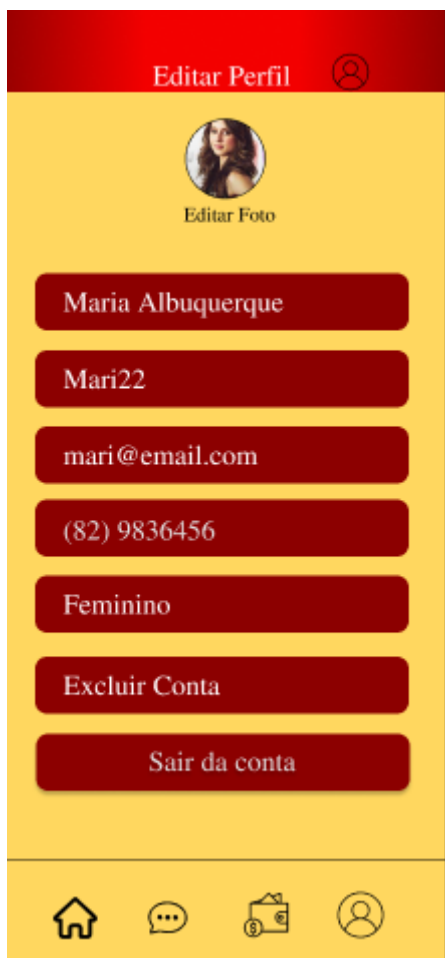 Editar Perfil
Editar Foto
Maria Albuquerque
Mari22
mari@email.com
(82) 9836456
Feminino
Excluir Conta
Sair da conta